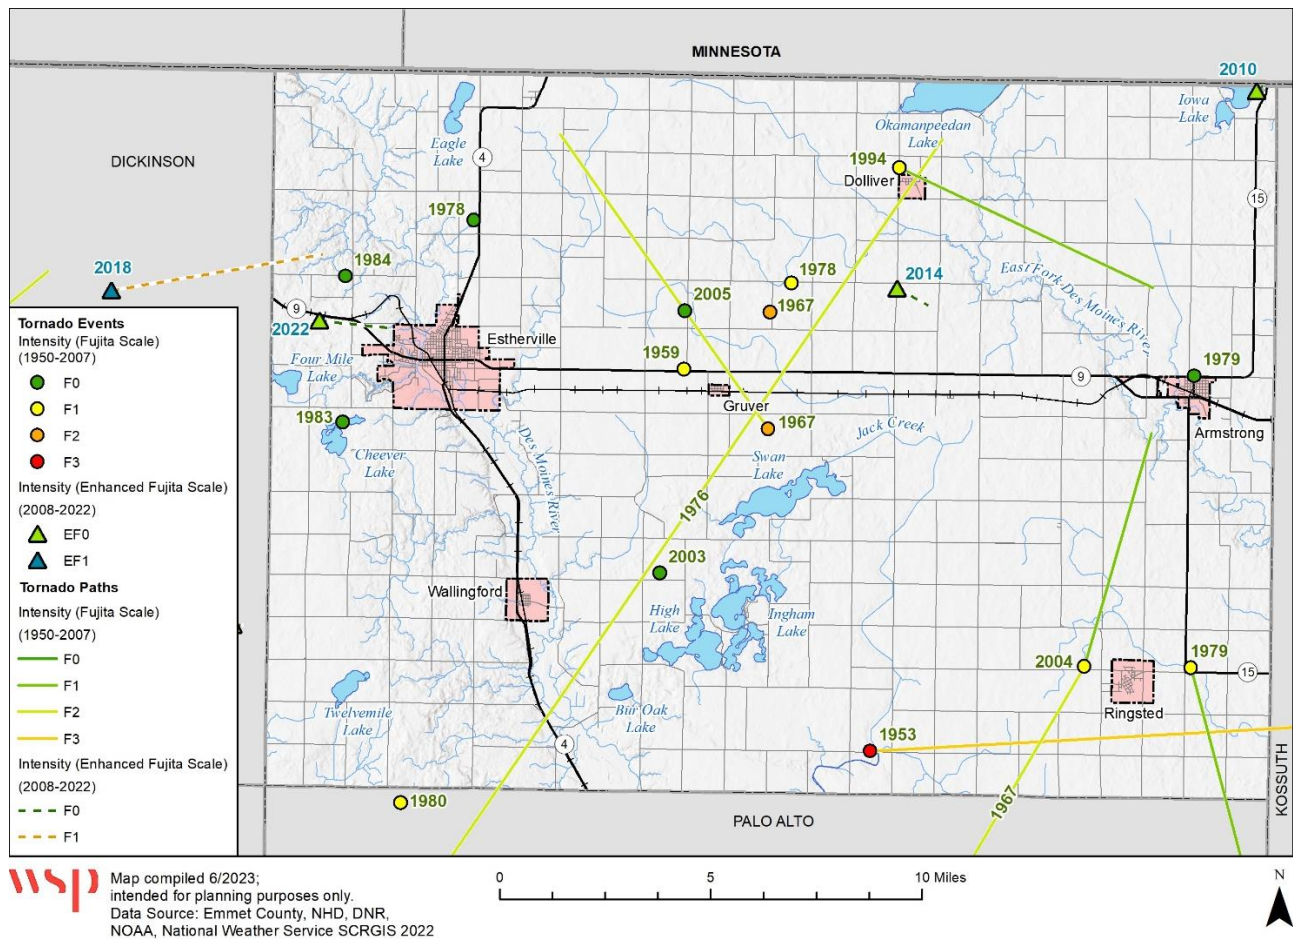 MINNESOTA
2010
Iowa
Lake
Okamanpeedan
Lake
Eagle
Lake
4
DICKINSON
1994
Dolliver
15
1978
2018
1984
1978
2014
East Fork Des Moines River
2005
1967
9
2022
Estherville
Four Mile
Lake
1959
9
1979
Gruver
1983
1967
Jack Creek
Armstrong
Cheever
Lake
Des Moines River
Swan
Lake
1976
2003
Wallingford
High
Lake
Ingham
Lake
2004
1979
15
Ringsted
Twelvemile
Lake
Burr Oak
Lake
4
1953
1967
KOSSUTH
1980
PALO ALTO
Tornado Events
Intensity (Fujita Scale)
(1950-2007)
F0
F1
F2
F3
Intensity (Enhanced Fujita Scale)
(2008-2022)
EF0
EF1
Tornado Paths
Intensity (Fujita Scale)
(1950-2007)
F0
F1
F2
F3
Intensity (Enhanced Fujita Scale)
(2008-2022)
F0
F1
wsp
Map compiled 6/2023;
intended for planning purposes only.
Data Source: Emmet County, NHD, DNR,
NOAA, National Weather Service SCRGIS 2022
0 5 10 Miles
N